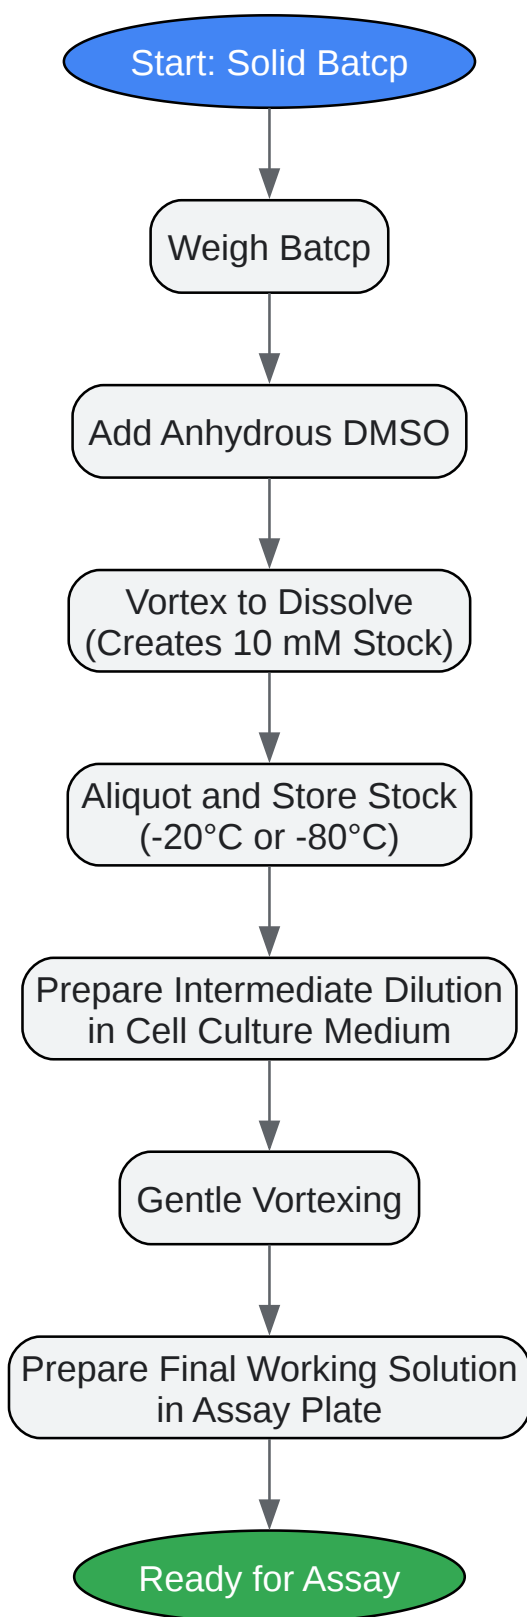 Start: Solid Batcp
Weigh Batcp
Add Anhydrous DMSO
Vortex to Dissolve
(Creates 10 mM Stock)
Aliquot and Store Stock
(-20°C or -80°C)
Prepare Intermediate Dilution
in Cell Culture Medium
Gentle Vortexing
Prepare Final Working Solution
in Assay Plate
Ready for Assay